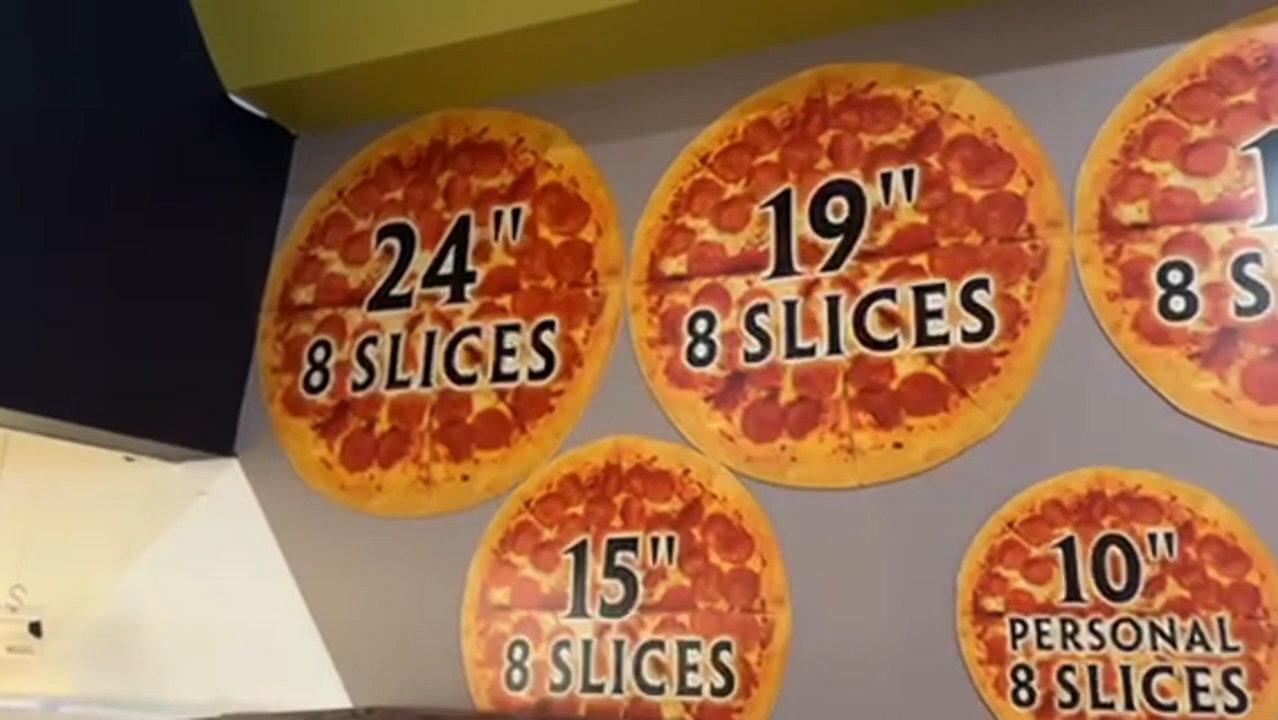 24"
8 SLICES
19"
8 SLICES
8 S
15"
8 SLICES
10"
PERSONAL
8 SLICES